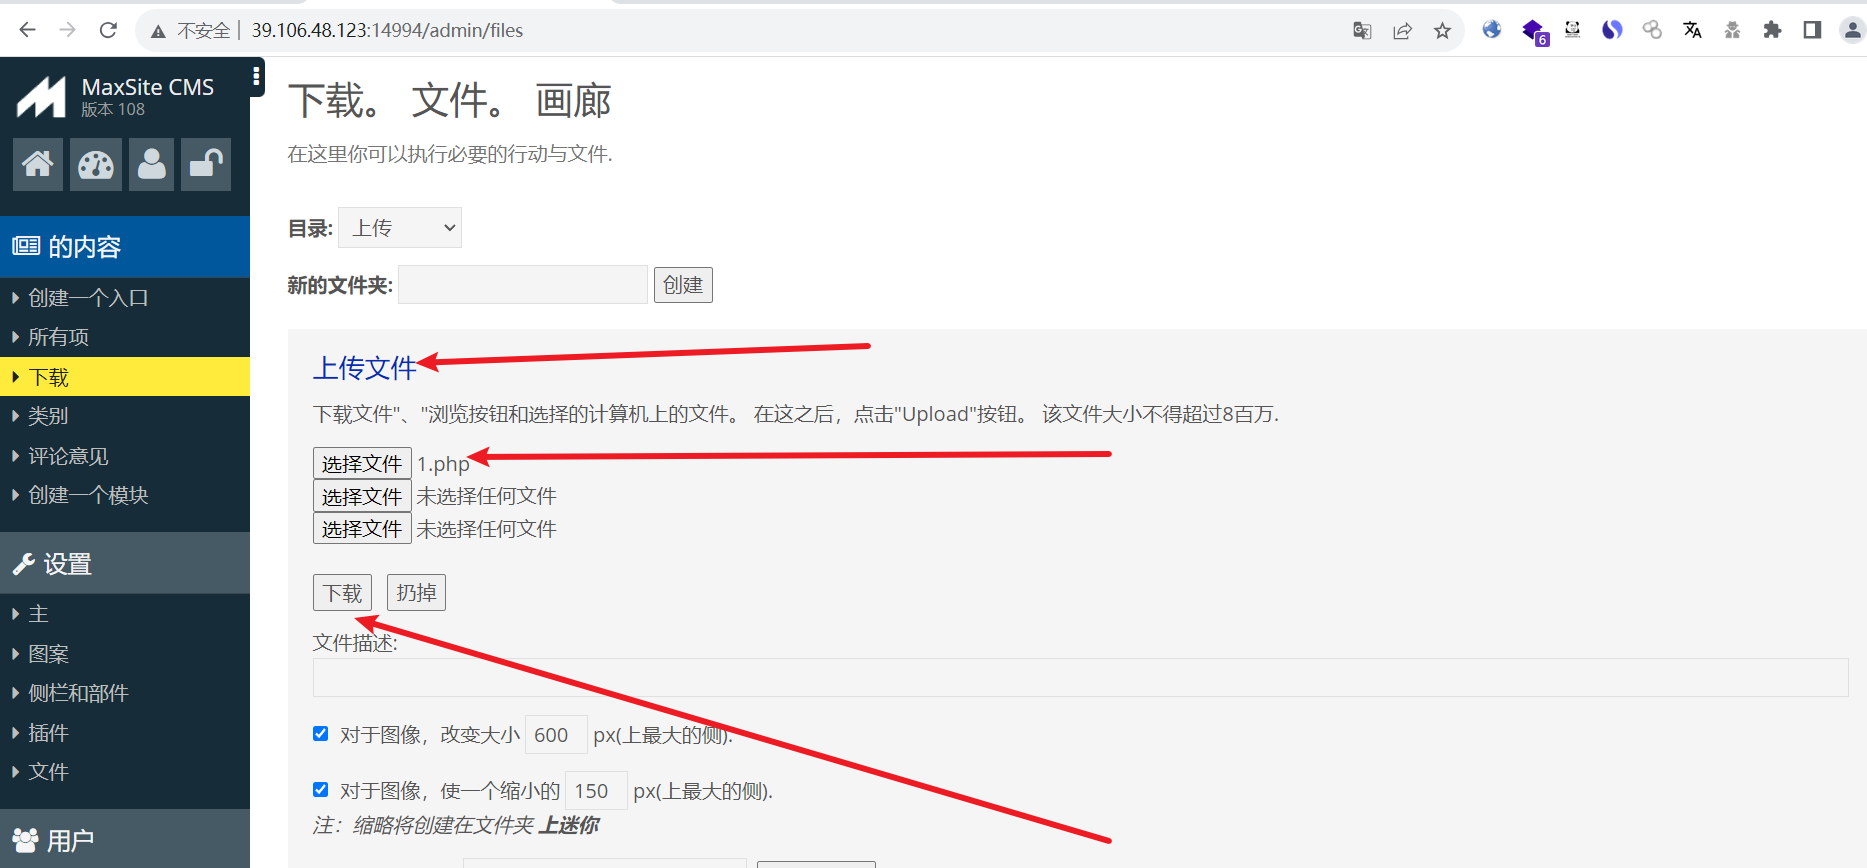 不安全 39.106.48.123:14994/admin/files
6
MaxSite CMS
版本 108
的内容
创建一个入口
所有项
下载
类别
评论意见
创建一个模块
设置
主
图案
侧栏和部件
插件
文件
用户
下载。 文件。 画廊
在这里你可以执行必要的行动与文件.
目录: 上传
新的文件夹: 创建
上传文件
下载文件"、"浏览按钮和选择的计算机上的文件。 在这之后，点击"Upload"按钮。 该文件大小不得超过8百万.
选择文件 1.php
选择文件 未选择任何文件
选择文件 未选择任何文件
下载 扔掉
文件描述:
对于图像，改变大小 600 px(上最大的侧).
对于图像，使一个缩小的 150 px(上最大的侧).
注：缩略将创建在文件夹 上迷你